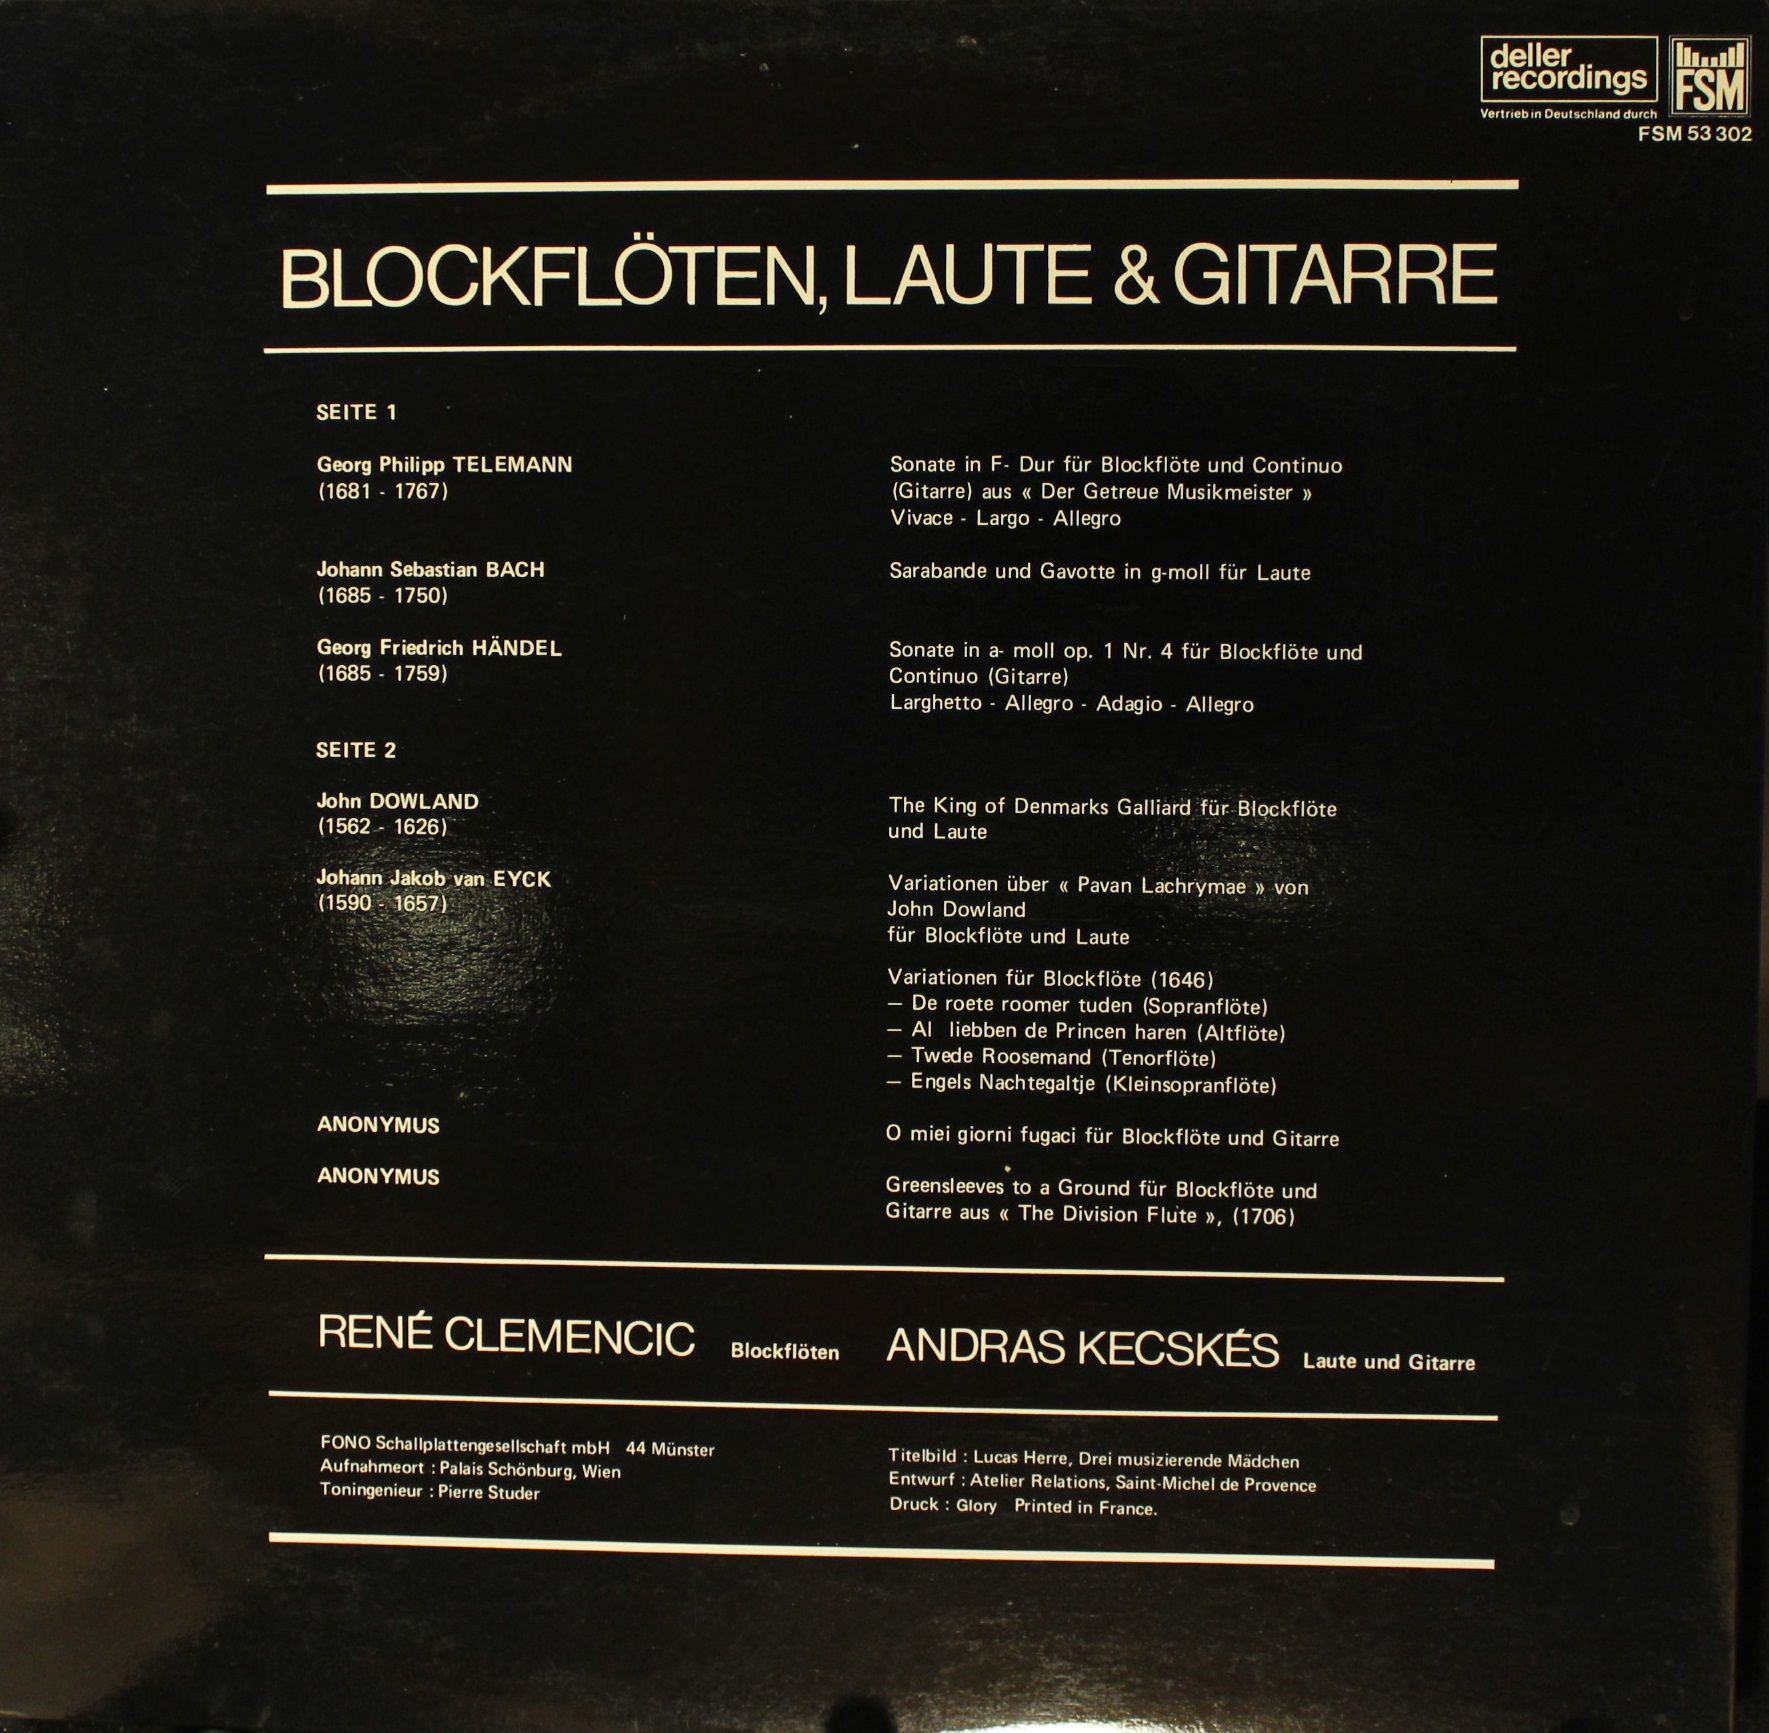 deller
recordings
FSM
Vertrieb in Deutschland durch
FSM 53 302
BLOCKFLÖTEN, LAUTE & GITARRE
SEITE 1
Georg Philipp TELEMANN
(1681 - 1767)
Sonate in F- Dur für Blockflöte und Continuo
(Gitarre) aus « Der Getreue Musikmeister »
Vivace - Largo - Allegro
Johann Sebastian BACH
(1685 - 1750)
Sarabande und Gavotte in g-moll für Laute
Georg Friedrich HÄNDEL
(1685 - 1759)
Sonate in a- moll op. 1 Nr. 4 für Blockflöte und
Continuo (Gitarre)
Larghetto - Allegro - Adagio - Allegro
SEITE 2
John DOWLAND
(1562 - 1626)
The King of Denmarks Galliard für Blockflöte
und Laute
Johann Jakob van EYCK
(1590 - 1657)
Variationen über « Pavan Lachrymae » von
John Dowland
für Blockflöte und Laute
Variationen für Blockflöte (1646)
— De roete roomer tuden (Sopranflöte)
— Al liebben de Princen haren (Altflöte)
— Twede Roosemand (Tenorflöte)
— Engels Nachtegaltje (Kleinsopranflöte)
ANONYMUS
O miei giorni fugaci für Blockflöte und Gitarre
ANONYMUS
Greensleeves to a Ground für Blockflöte und
Gitarre aus « The Division Flute », (1706)
RENÉ CLEMENCIC Blockflöten ANDRAS KECSKÉS Laute und Gitarre
FONO Schallplattengesellschaft mbH 44 Münster
Aufnahmeort : Palais Schönburg, Wien
Toningenieur : Pierre Studer
Titelbild : Lucas Herre, Drei musizierende Mädchen
Entwurf : Atelier Relations, Saint-Michel de Provence
Druck : Glory Printed in France.